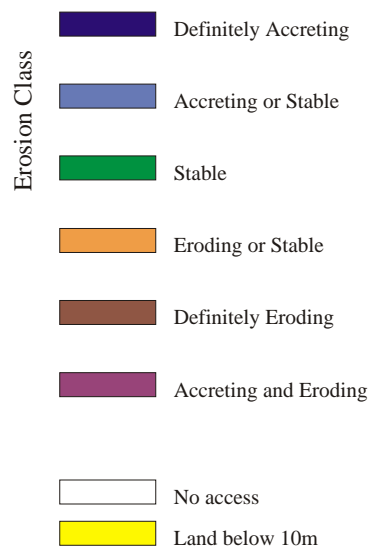 Erosion Class
Definitely Accreting
Accreting or Stable
Stable
Eroding or Stable
Definitely Eroding
Accreting and Eroding
No access
Land below 10m